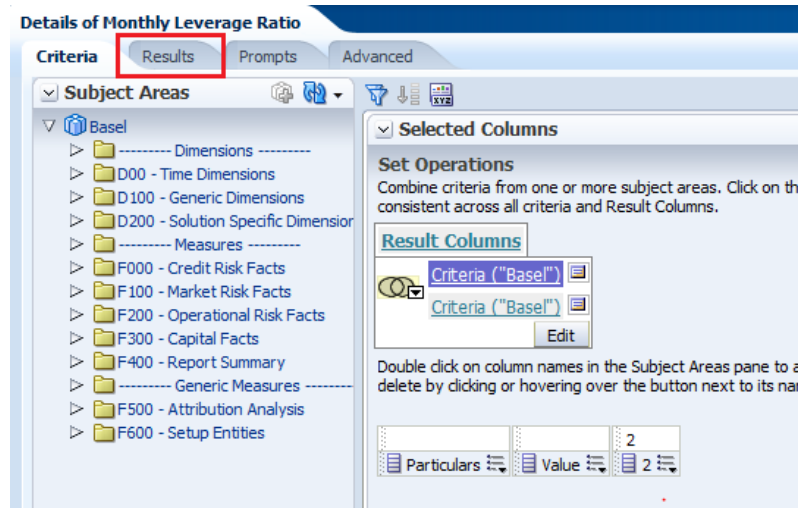 Details of Monthly Leverage Ratio
Criteria Results Prompts Advanced
Subject Areas
Basel
---------- Dimensions ----------
D00 - Time Dimensions
D100 - Generic Dimensions
D200 - Solution Specific Dimension
---------- Measures ----------
F000 - Credit Risk Facts
F100 - Market Risk Facts
F200 - Operational Risk Facts
F300 - Capital Facts
F400 - Report Summary
---------- Generic Measures ----------
F500 - Attribution Analysis
F600 - Setup Entities
XYZ
Selected Columns
Set Operations
Combine criteria from one or more subject areas. Click on th
consistent across all criteria and Result Columns.
Result Columns
Criteria ("Basel")
Criteria ("Basel")
Edit
Double click on column names in the Subject Areas pane to a
delete by clicking or hovering over the button next to its na
2
Particulars Value 2